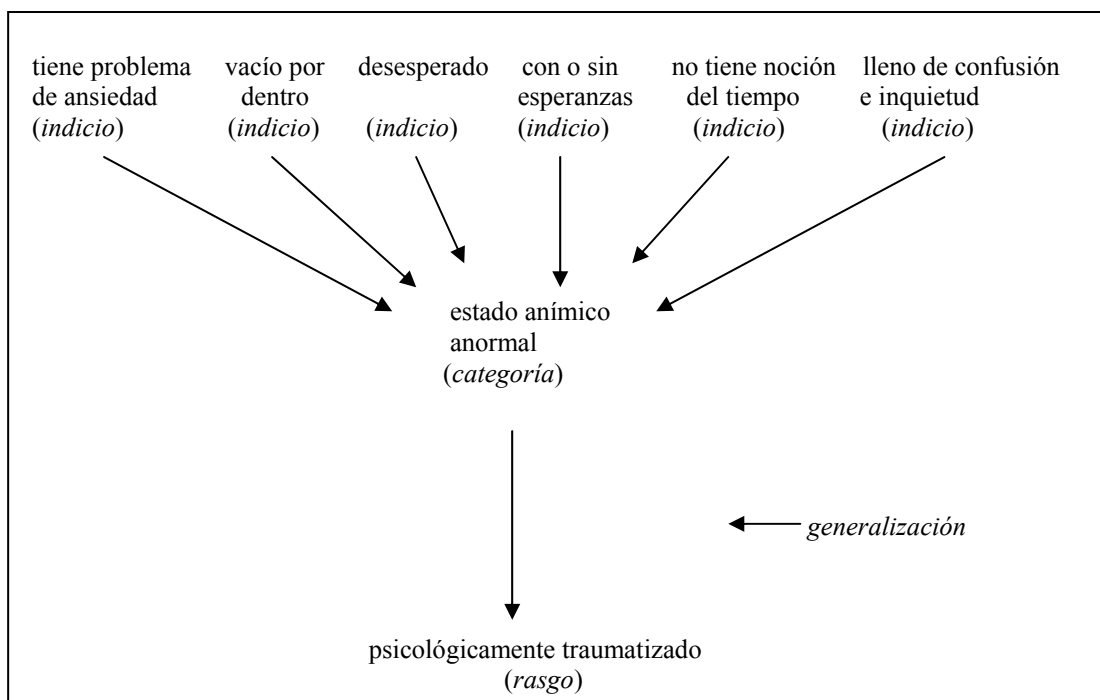 tiene problema
de ansiedad
(indicio)
vacío por
dentro
(indicio)
desesperado
(indicio)
con o sin
esperanzas
(indicio)
no tiene noción
del tiempo
(indicio)
lleno de confusión
e inquietud
(indicio)
estado anímico
anormal
(categoría)
generalización
psicológicamente traumatizado
(rasgo)